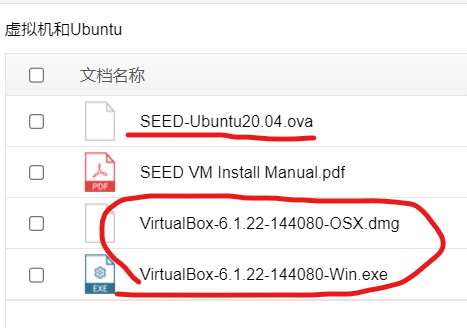 虚拟机和Ubuntu
文档名称
SEED-Ubuntu20.04.ova
PDF
SEED VM Install Manual.pdf
VirtualBox-6.1.22-144080-OSX.dmg
EXE
VirtualBox-6.1.22-144080-Win.exe